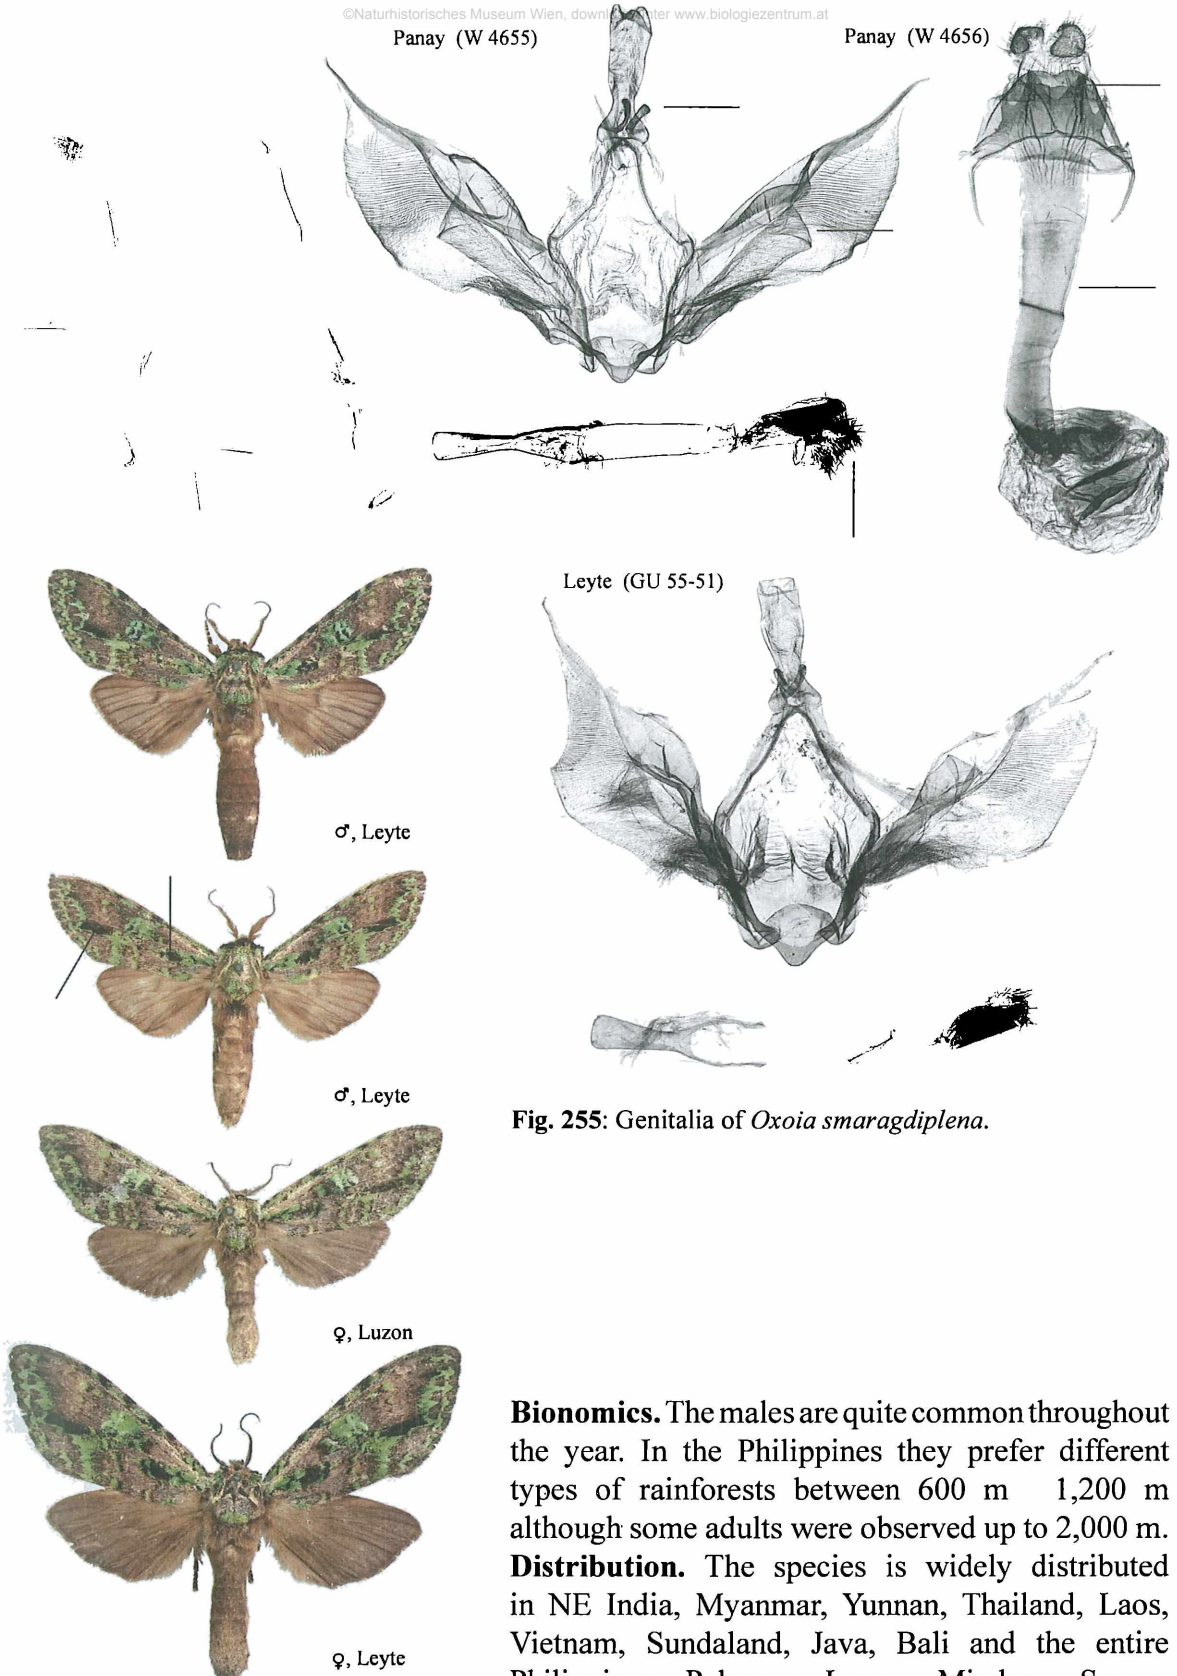 ©Naturhistorisches Museum Wien, downl unter www.biologiezentrum.at
Panay (W 4655)
Panay (W 4656)
Leyte (GU 55-51)
♂, Leyte
♂, Leyte
Fig. 255: Genitalia of Oxoia smaragdiplena.
♀, Luzon
Bionomics. The males are quite common throughout
the year. In the Philippines they prefer different
types of rainforests between 600 m 1,200 m
although some adults were observed up to 2,000 m.
Distribution. The species is widely distributed
in NE India, Myanmar, Yunnan, Thailand, Laos,
Vietnam, Sundaland, Java, Bali and the entire
♀, Leyte